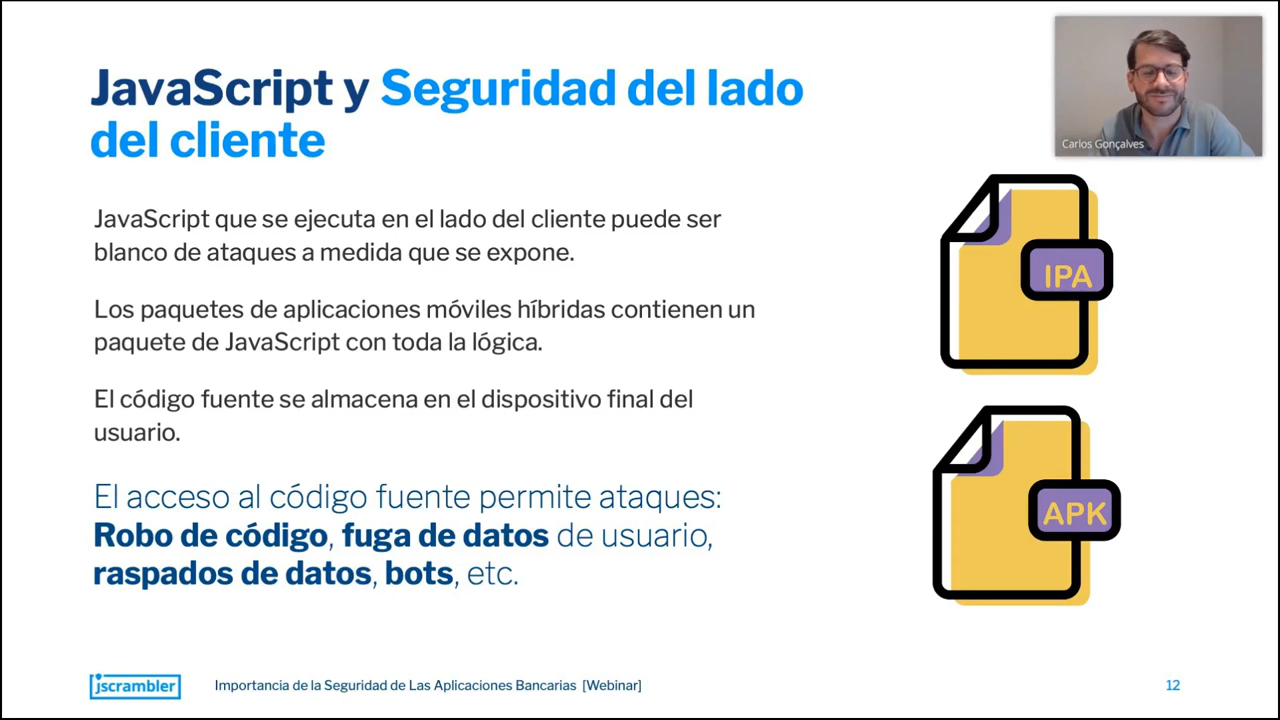 JavaScript y Seguridad del lado
del cliente
Carlos Gonçalves
JavaScript que se ejecuta en el lado del cliente puede ser
blanco de ataques a medida que se expone.
Los paquetes de aplicaciones móviles híbridas contienen un
paquete de JavaScript con toda la lógica.
El código fuente se almacena en el dispositivo final del
usuario.
El acceso al código fuente permite ataques:
Robo de código, fuga de datos de usuario,
raspados de datos, bots, etc.
IPA
APK
jscrambler
Importancia de la Seguridad de Las Aplicaciones Bancarias [Webinar]
12